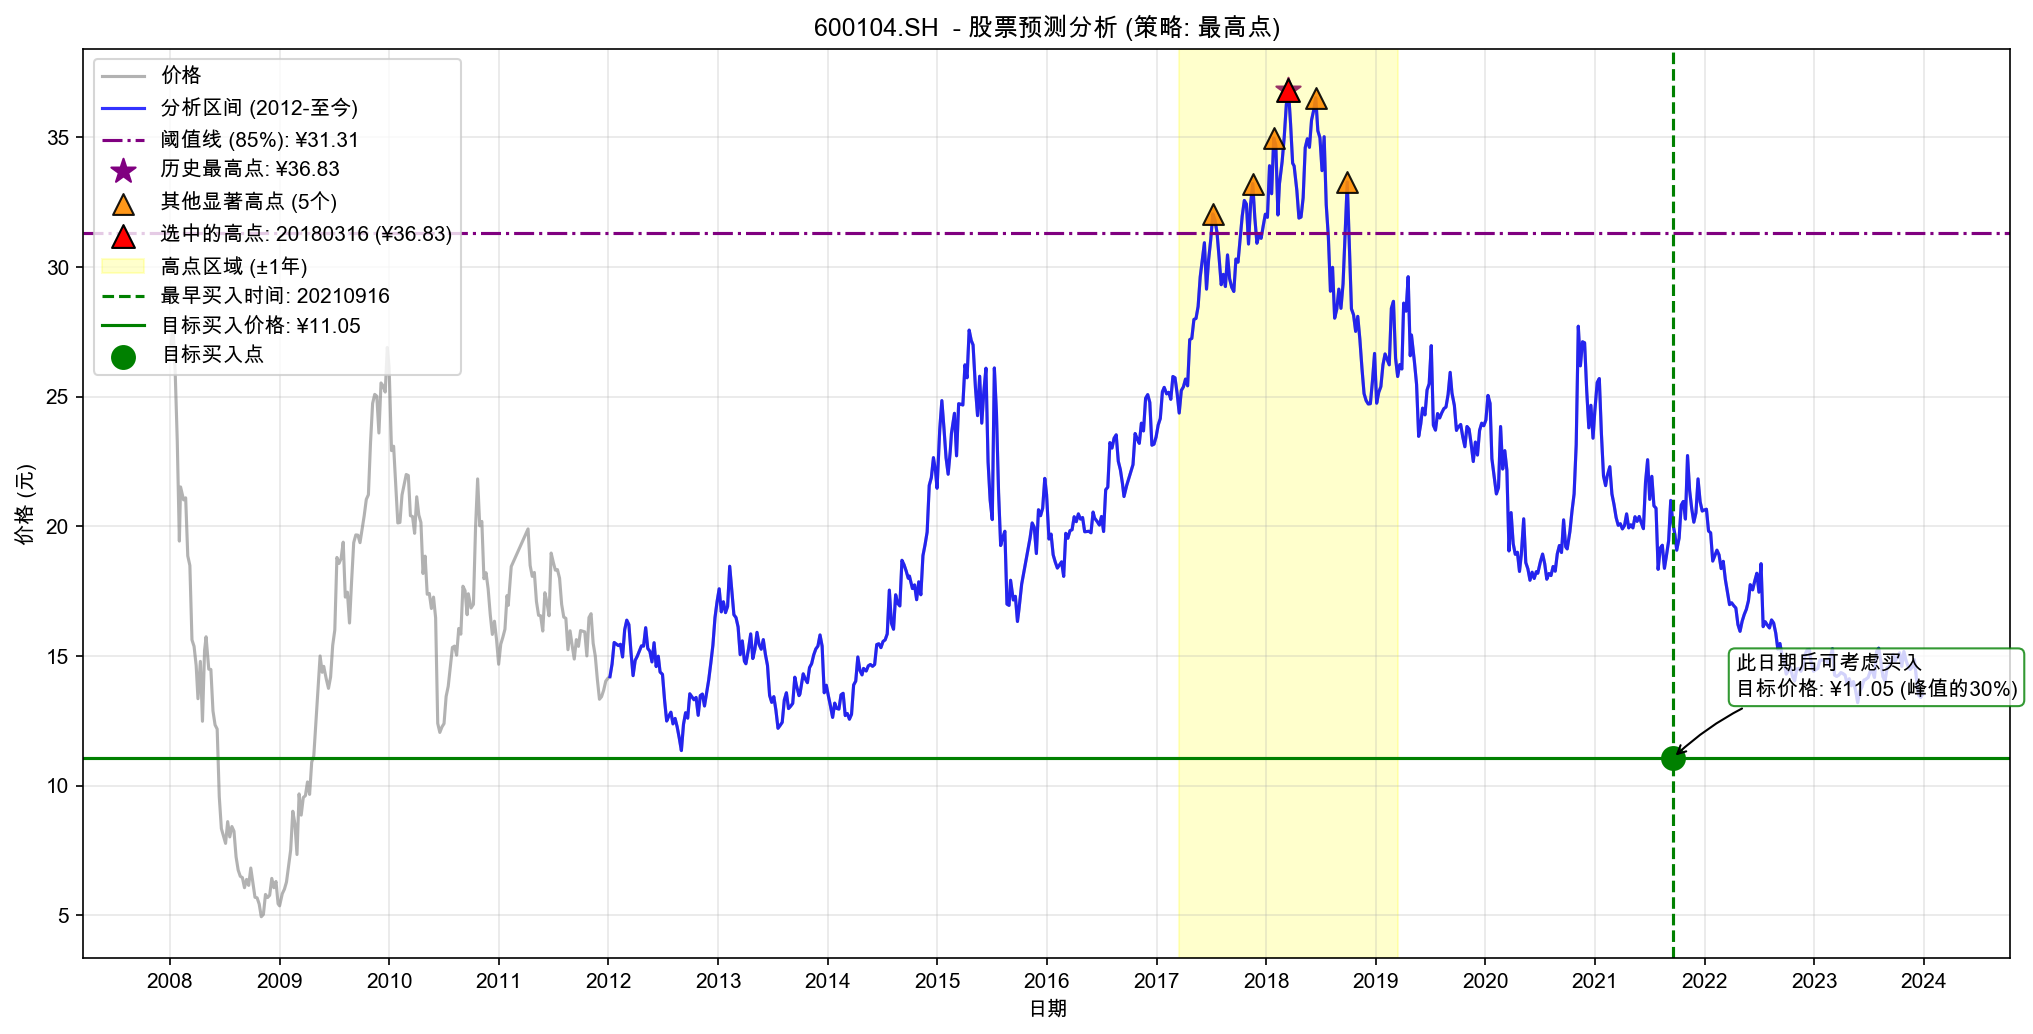 600104.SH - 股票预测分析 (策略: 最高点)
价格
分析区间 (2012-至今)
阈值线 (85%): ¥31.31
历史最高点: ¥36.83
其他显著高点 (5个)
选中的高点: 20180316 (¥36.83)
高点区域 (±1年)
最早买入时间: 20210916
目标买入价格: ¥11.05
目标买入点
价格 (元)
35
30
25
20
15
10
5
此日期后可考虑买入
目标价格: ¥11.05 (峰值的30%)
2008 2009 2010 2011 2012 2013 2014 2015 2016 2017 2018 2019 2020 2021 2022 2023 2024
日期